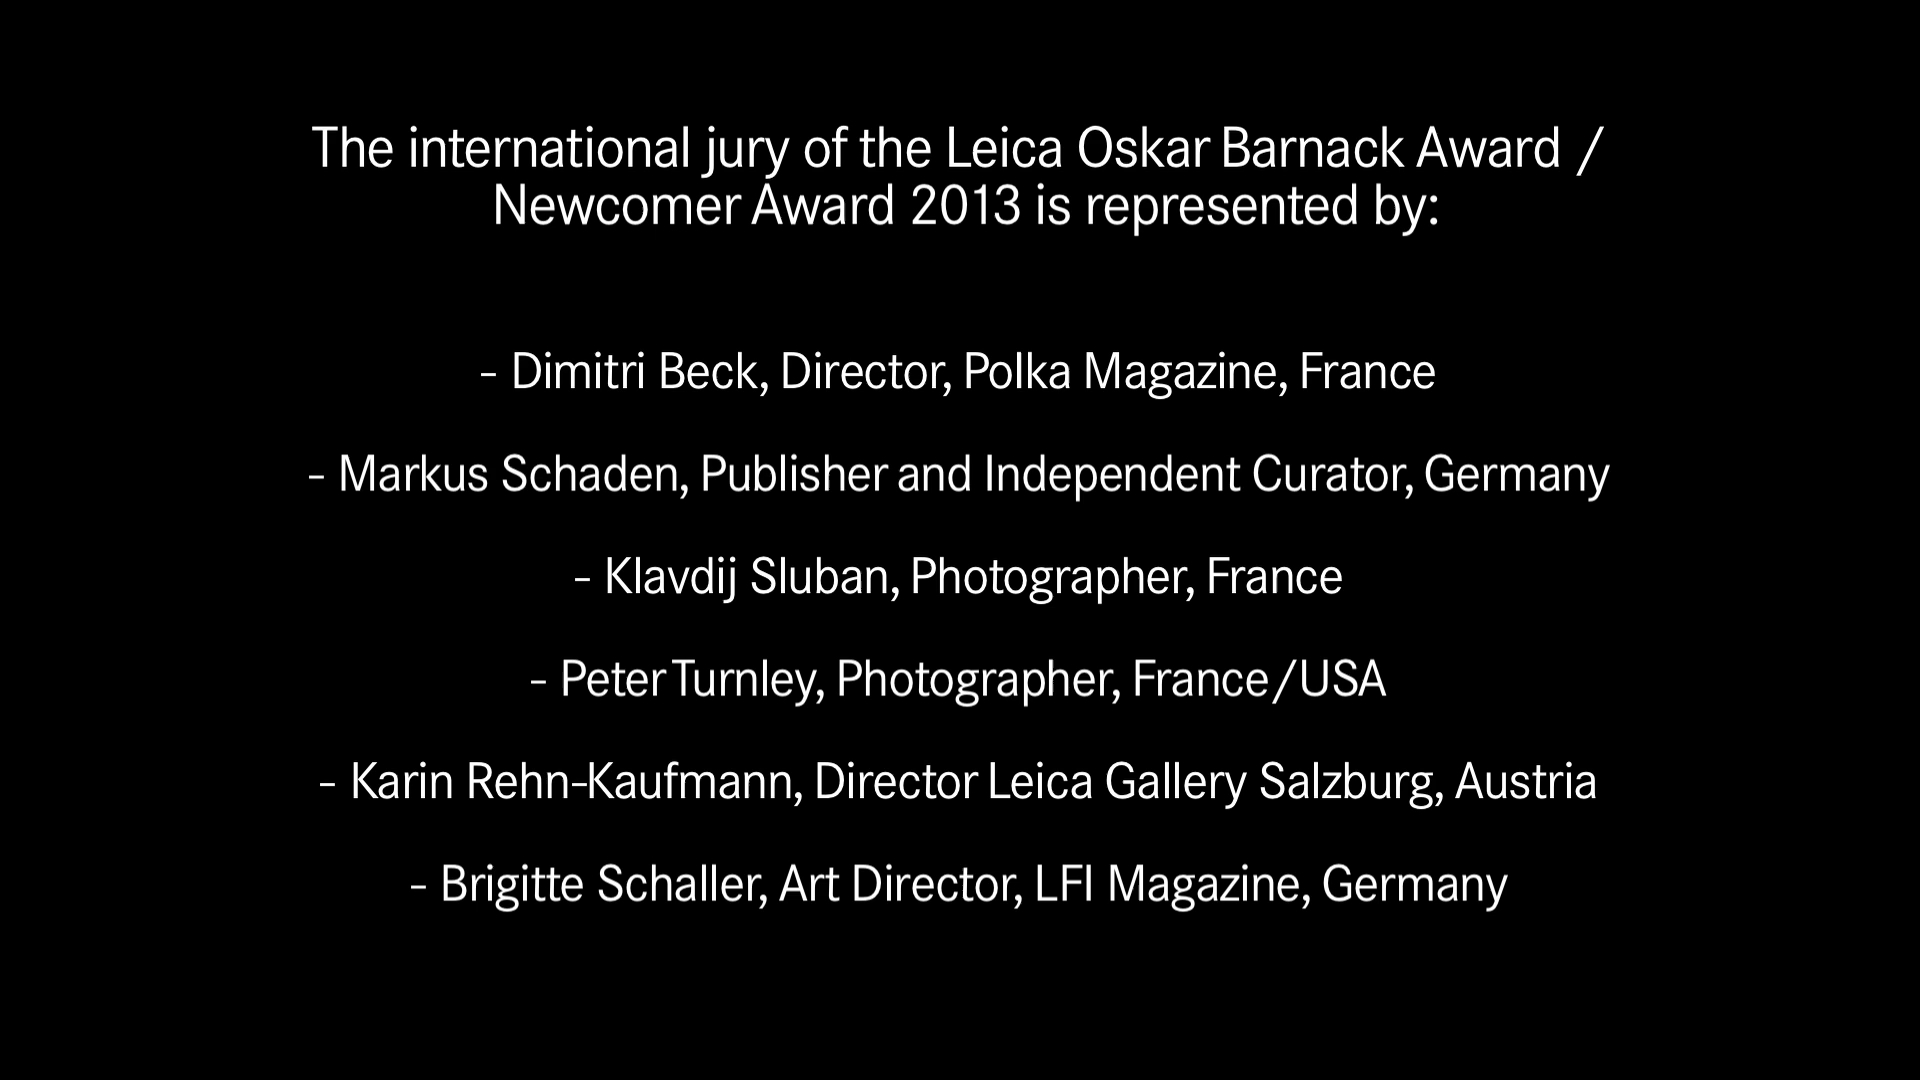 The international jury of the Leica Oskar Barnack Award /
Newcomer Award 2013 is represented by:
- Dimitri Beck, Director, Polka Magazine, France
- Markus Schaden, Publisher and Independent Curator, Germany
- Klavdij Sluban, Photographer, France
- Peter Turnley, Photographer, France/USA
- Karin Rehn-Kaufmann, Director Leica Gallery Salzburg, Austria
- Brigitte Schaller, Art Director, LFI Magazine, Germany